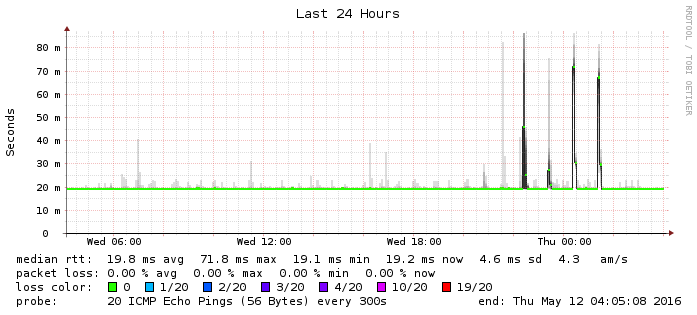 Last 24 Hours
RRDTOOL / TOBI OETIKER
Seconds
80 m
70 m
60 m
50 m
40 m
30 m
20 m
10 m
0
Wed 06:00 Wed 12:00 Wed 18:00 Thu 00:00
median rtt: 19.8 ms avg 71.8 ms max 19.1 ms min 19.2 ms now 4.6 ms sd 4.3 am/s
packet loss: 0.00 % avg 0.00 % max 0.00 % min 0.00 % now
loss color: 0 1/20 2/20 3/20 4/20 10/20 19/20
probe: 20 ICMP Echo Pings (56 Bytes) every 300s end: Thu May 12 04:05:08 2016